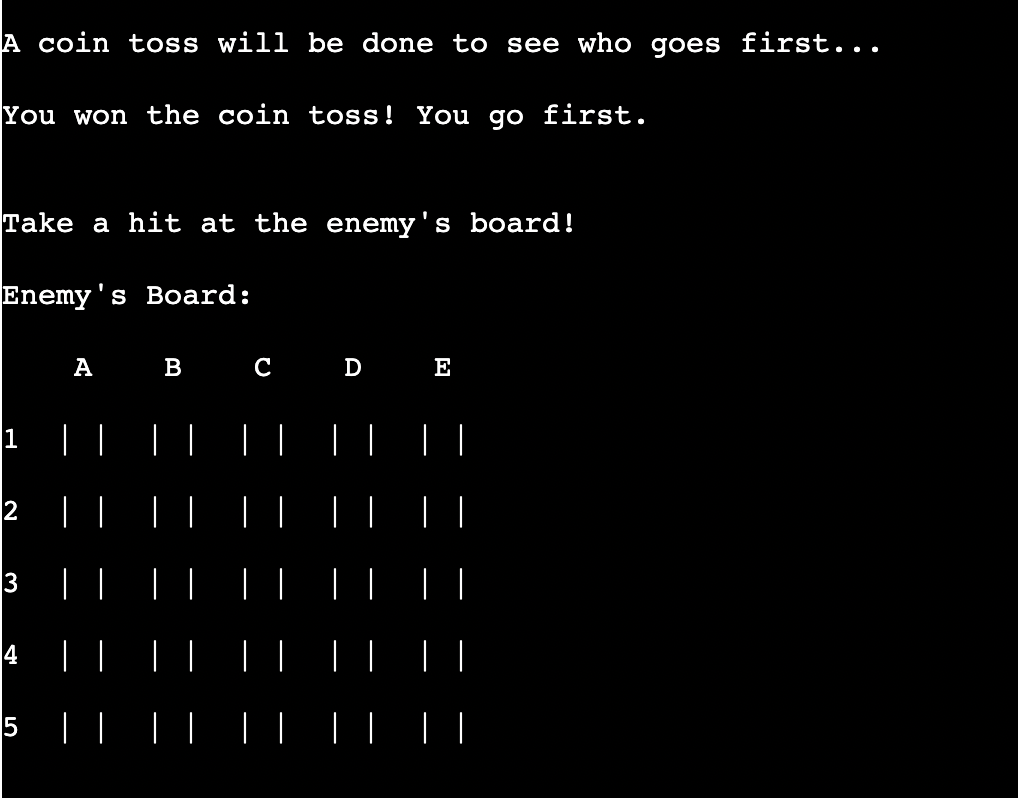 A coin toss will be done to see who goes first...
You won the coin toss! You go first.
Take a hit at the enemy's board!
Enemy's Board:
    A    B    C    D    E
1  | |  | |  | |  | |  | |
2  | |  | |  | |  | |  | |
3  | |  | |  | |  | |  | |
4  | |  | |  | |  | |  | |
5  | |  | |  | |  | |  | |